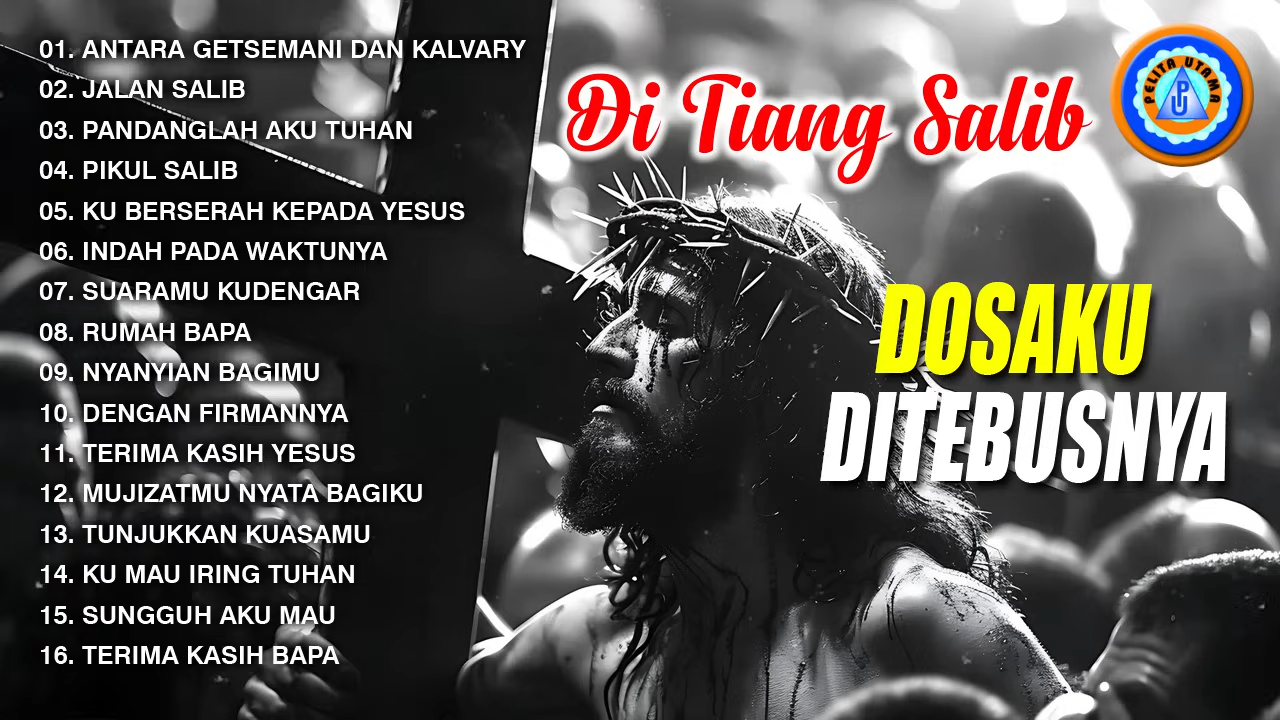 01. ANTARA GETSEMANI DAN KALVARY
02. JALAN SALIB
03. PANDANGLAH AKU TUHAN
04. PIKUL SALIB
05. KU BERSERAH KEPADA YESUS
06. INDAH PADA WAKTUNYA
07. SUARAMU KUDENGAR
08. RUMAH BAPA
09. NYANYIAN BAGIMU
10. DENGAN FIRMANNYA
11. TERIMA KASIH YESUS
12. MUJIZATMU NYATA BAGIKU
13. TUNJUKKAN KUASAMU
14. KU MAU IRING TUHAN
15. SUNGGUH AKU MAU
16. TERIMA KASIH BAPA
Di Tiang Salib
PELITA UTAMA
PU
DOSAKU
DITEBUSNYA